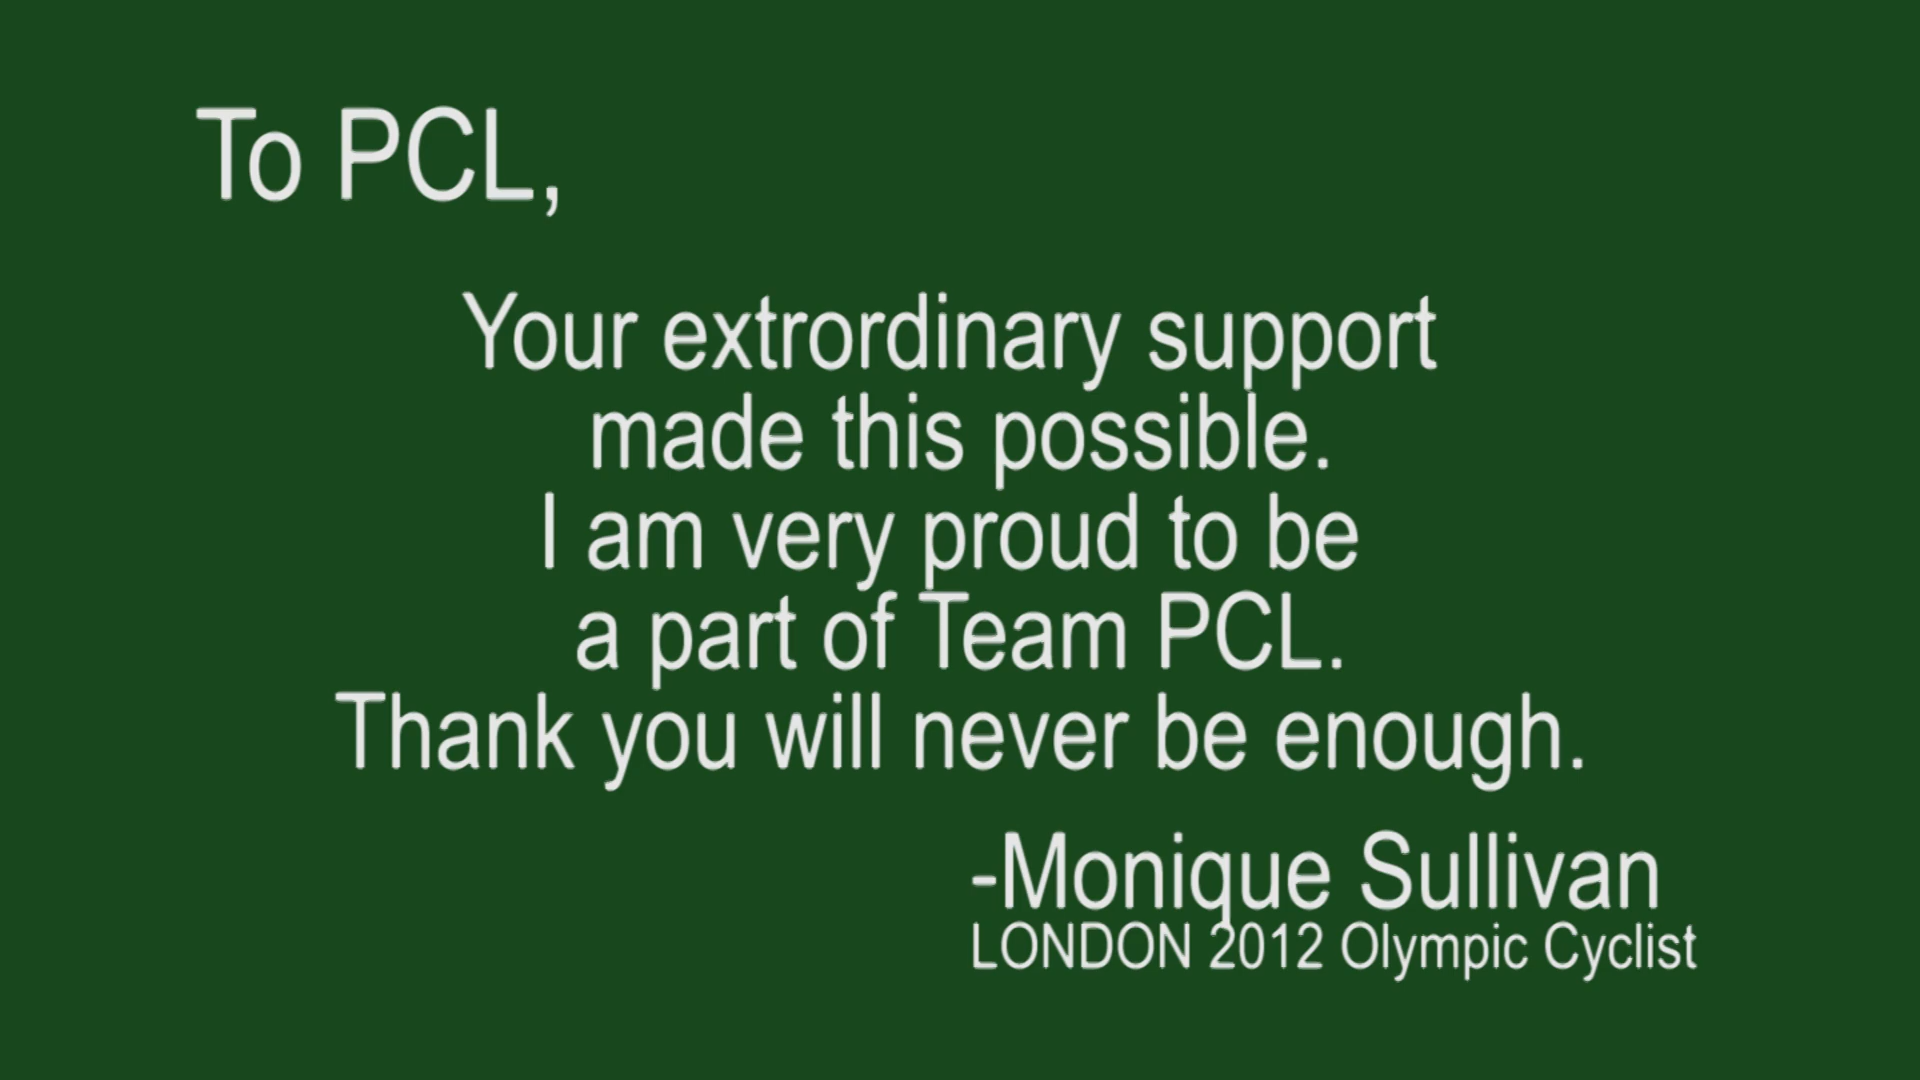 To PCL,
Your extrordinary support
made this possible.
I am very proud to be
a part of Team PCL.
Thank you will never be enough.
-Monique Sullivan
LONDON 2012 Olympic Cyclist